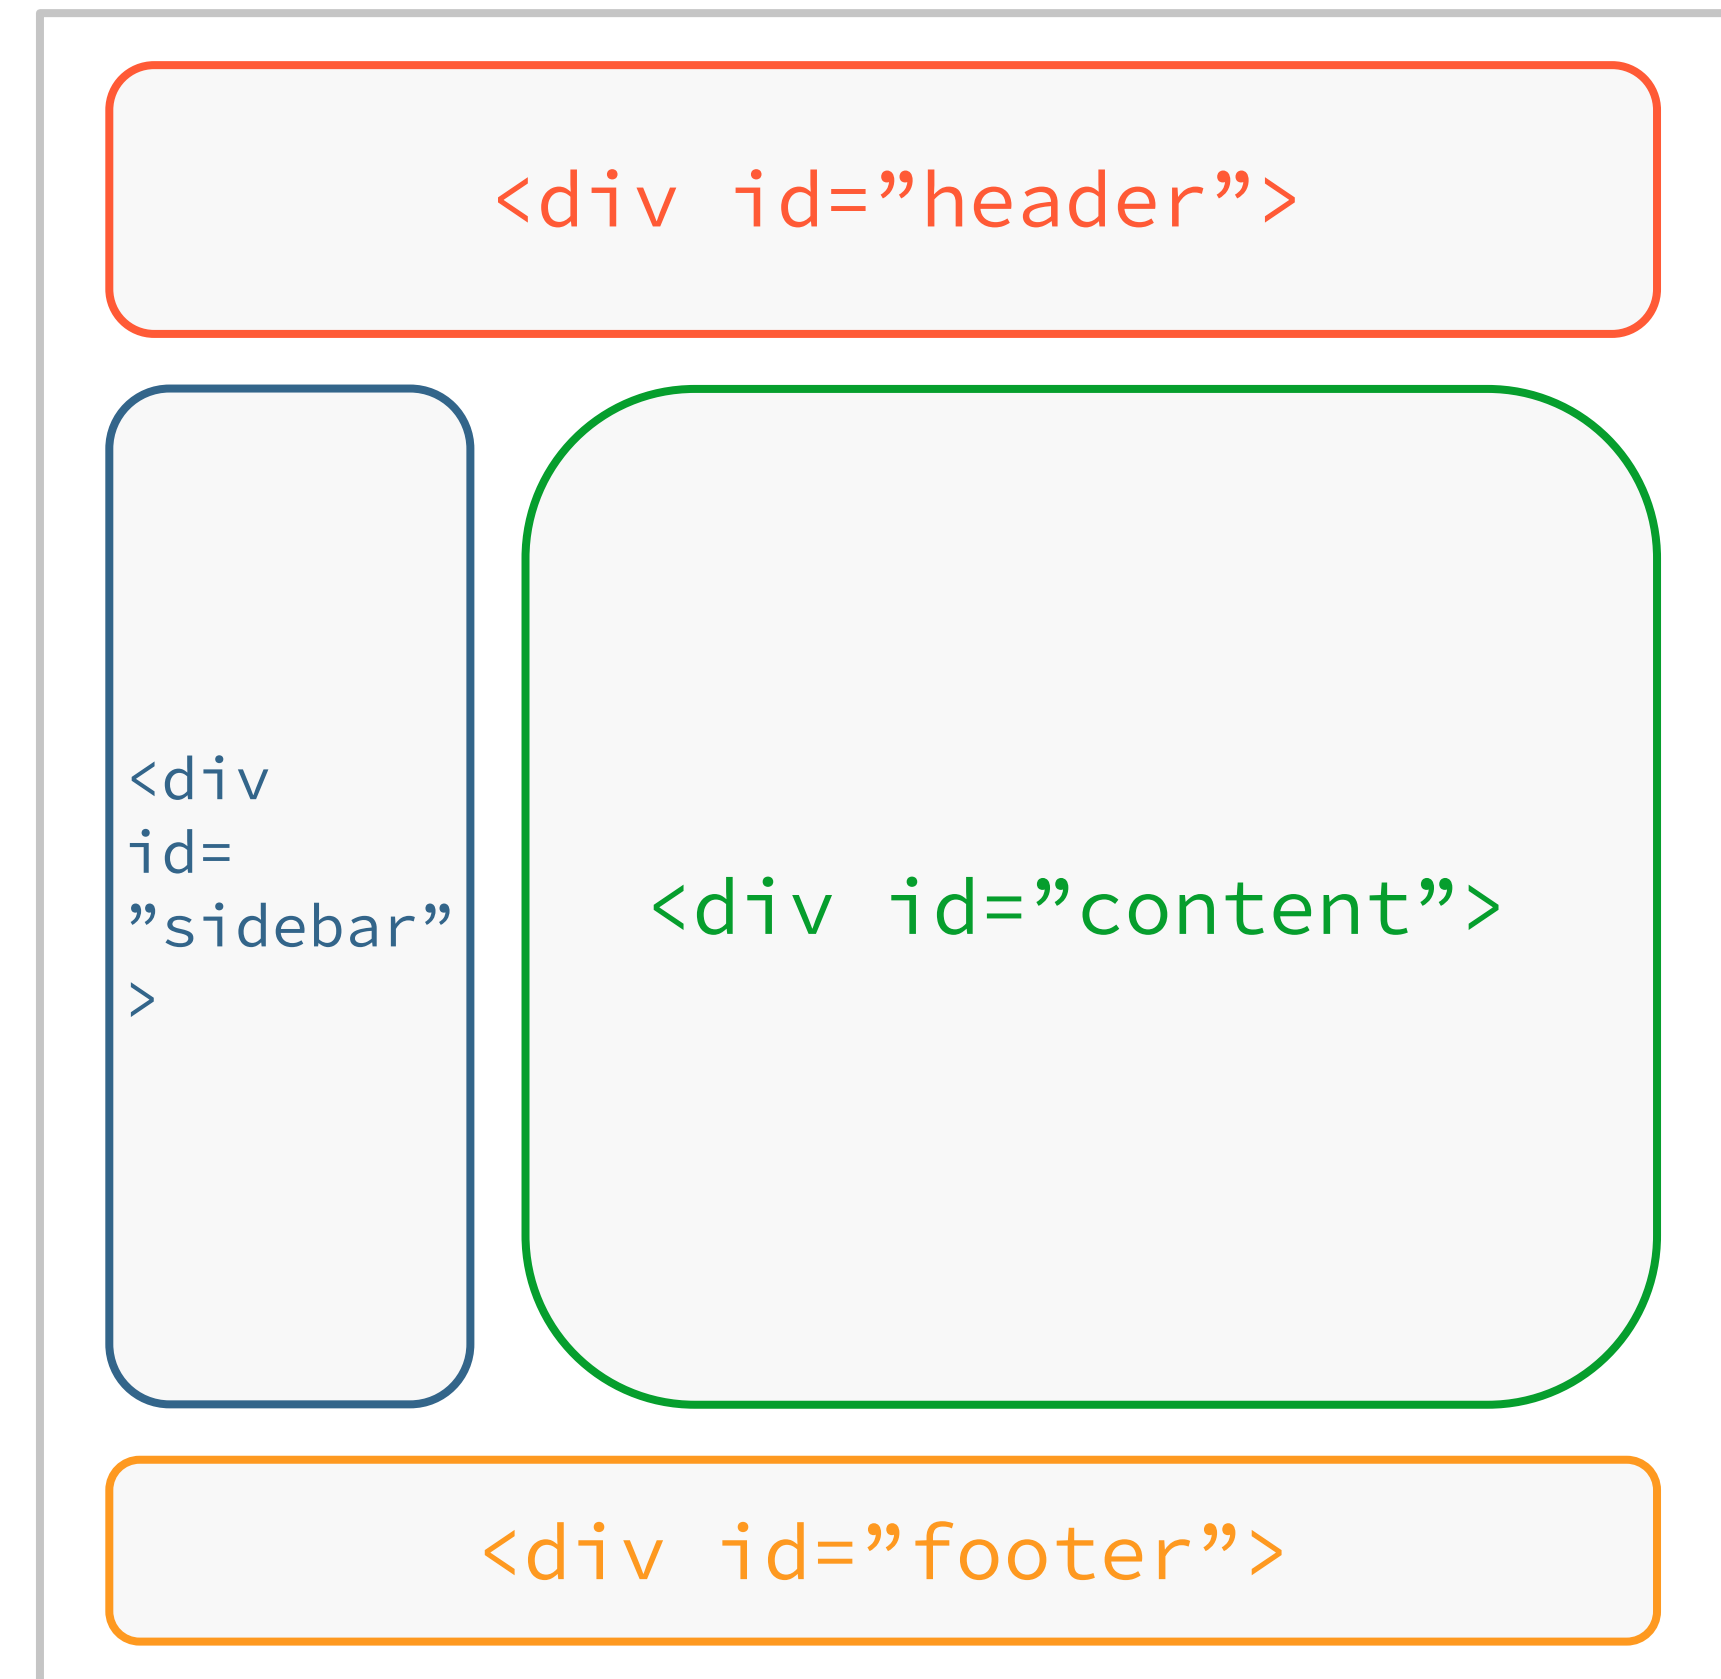 <div id=”header”>
<div
id=
”sidebar”
>
<div id=”content”>
<div id=”footer”>